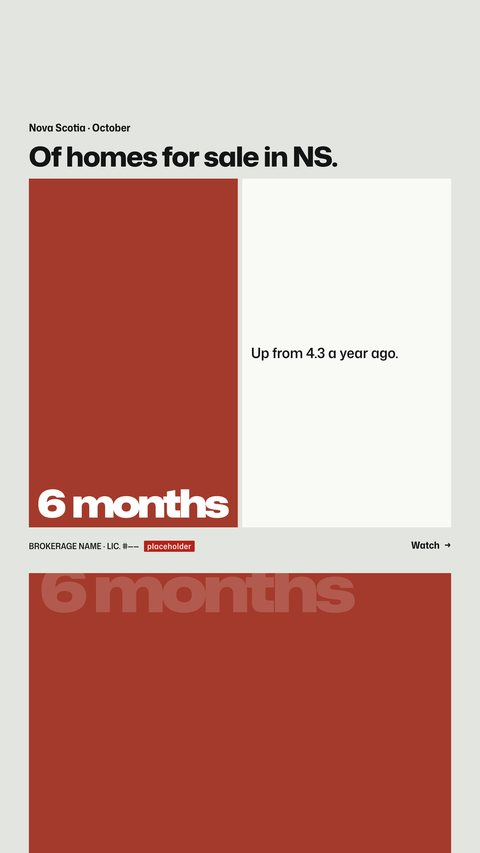 Nova Scotia · October
Of homes for sale in NS.
Up from 4.3 a year ago.
6 months
BROKERAGE NAME · LIC. #—— placeholder
Watch →
6 months